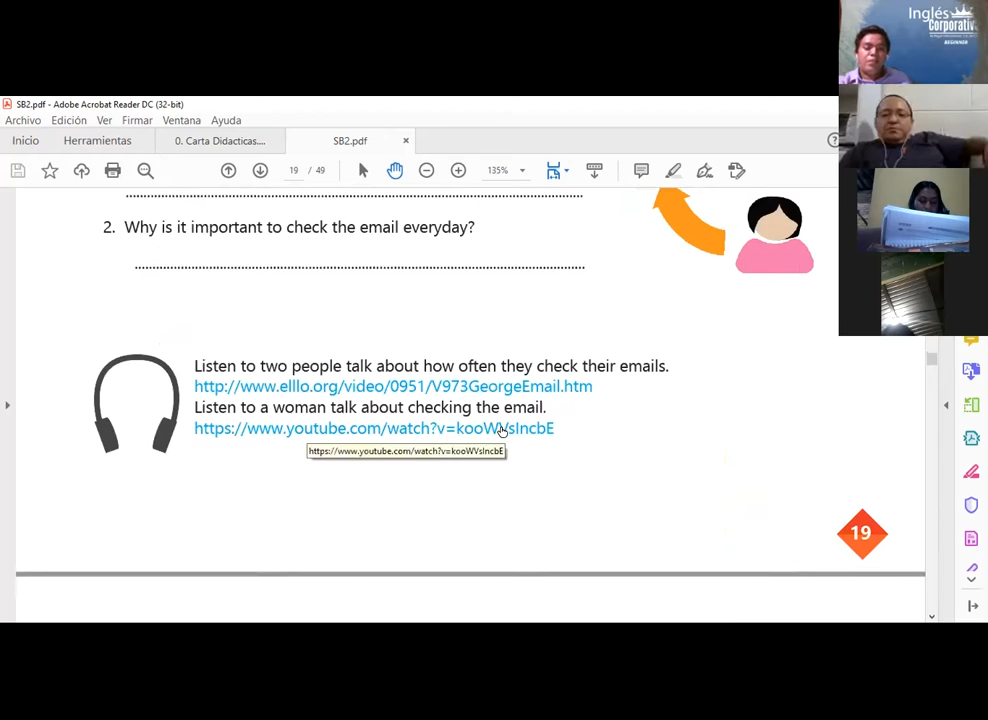 SB2.pdf - Adobe Acrobat Reader DC (32-bit)
Archivo Edición Ver Firmar Ventana Ayuda
Inicio Herramientas 0. Carta Didacticas.... SB2.pdf ×
19 / 49 135%
2. Why is it important to check the email everyday?
Listen to two people talk about how often they check their emails.
http://www.elllo.org/video/0951/V973GeorgeEmail.htm
Listen to a woman talk about checking the email.
https://www.youtube.com/watch?v=kooWVsIncbE
https://www.youtube.com/watch?v=kooWVsIncbE
19
Inglés
Corporativ
BEGINNER